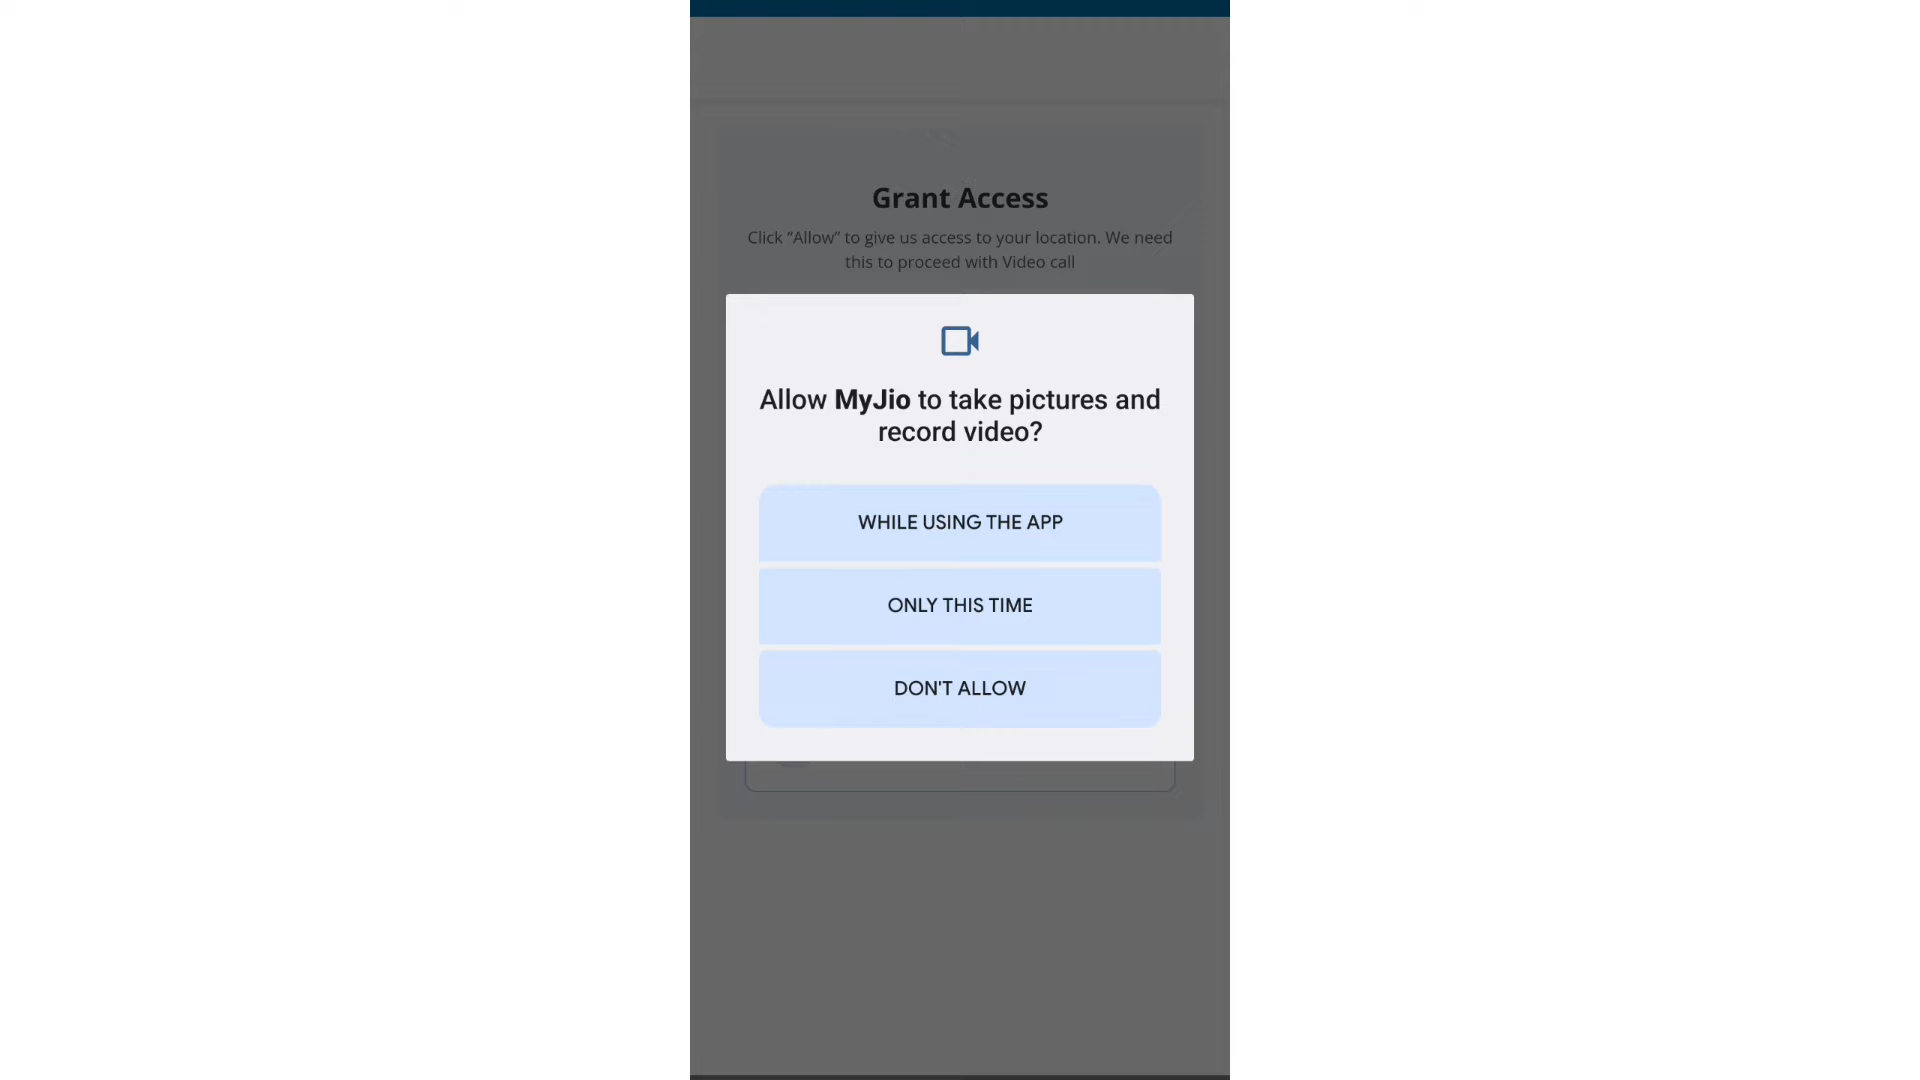 Grant Access
Click “Allow” to give us access to your location. We need
this to proceed with Video call
Allow MyJio to take pictures and
record video?
WHILE USING THE APP
ONLY THIS TIME
DON'T ALLOW